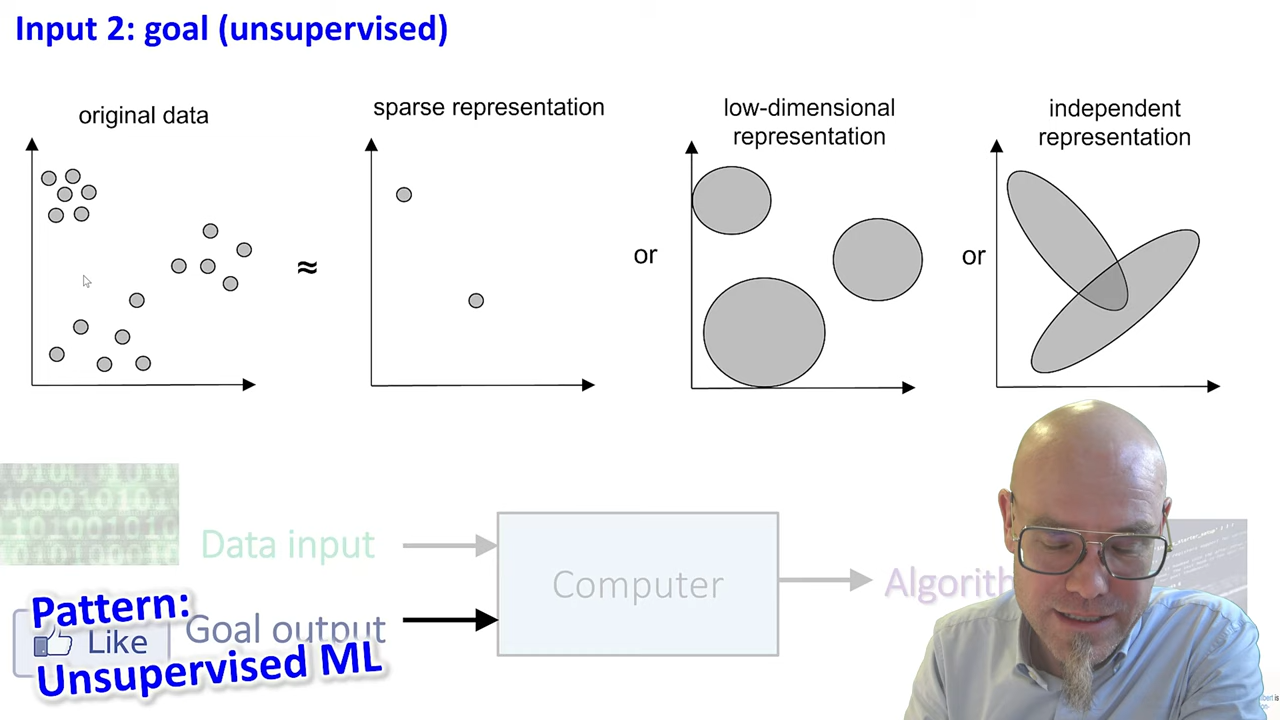 Input 2: goal (unsupervised)
original data
sparse representation
low-dimensional
representation
independent
representation
≈
or
or
Data input
Computer
Algorith
Pattern:
Like
Goal output
Unsupervised ML